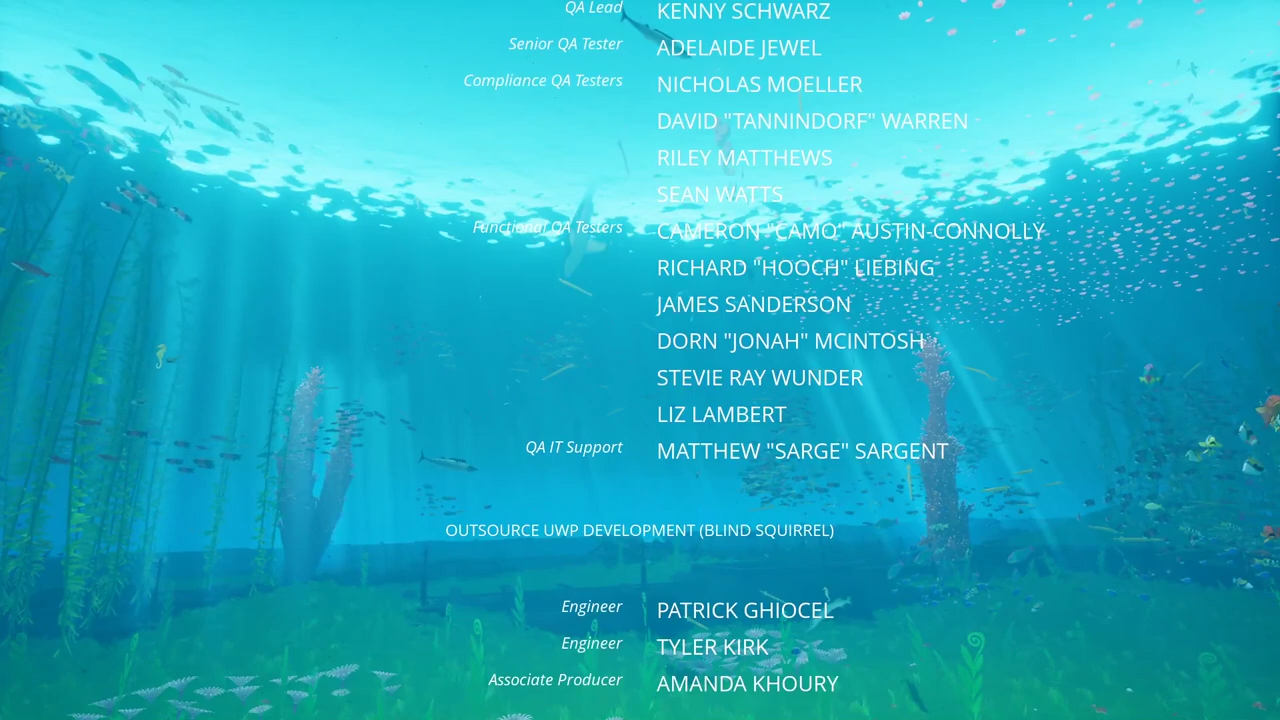 QA Lead KENNY SCHWARZ
Senior QA Tester ADELAIDE JEWEL
Compliance QA Testers NICHOLAS MOELLER
DAVID "TANNINDORF" WARREN
RILEY MATTHEWS
SEAN WATTS
Functional QA Testers CAMERON "CAMO" AUSTIN-CONNOLLY
RICHARD "HOOCH" LIEBING
JAMES SANDERSON
DORN "JONAH" MCINTOSH
STEVIE RAY WUNDER
LIZ LAMBERT
QA IT Support MATTHEW "SARGE" SARGENT
OUTSOURCE UWP DEVELOPMENT (BLIND SQUIRREL)
Engineer PATRICK GHIOCEL
Engineer TYLER KIRK
Associate Producer AMANDA KHOURY